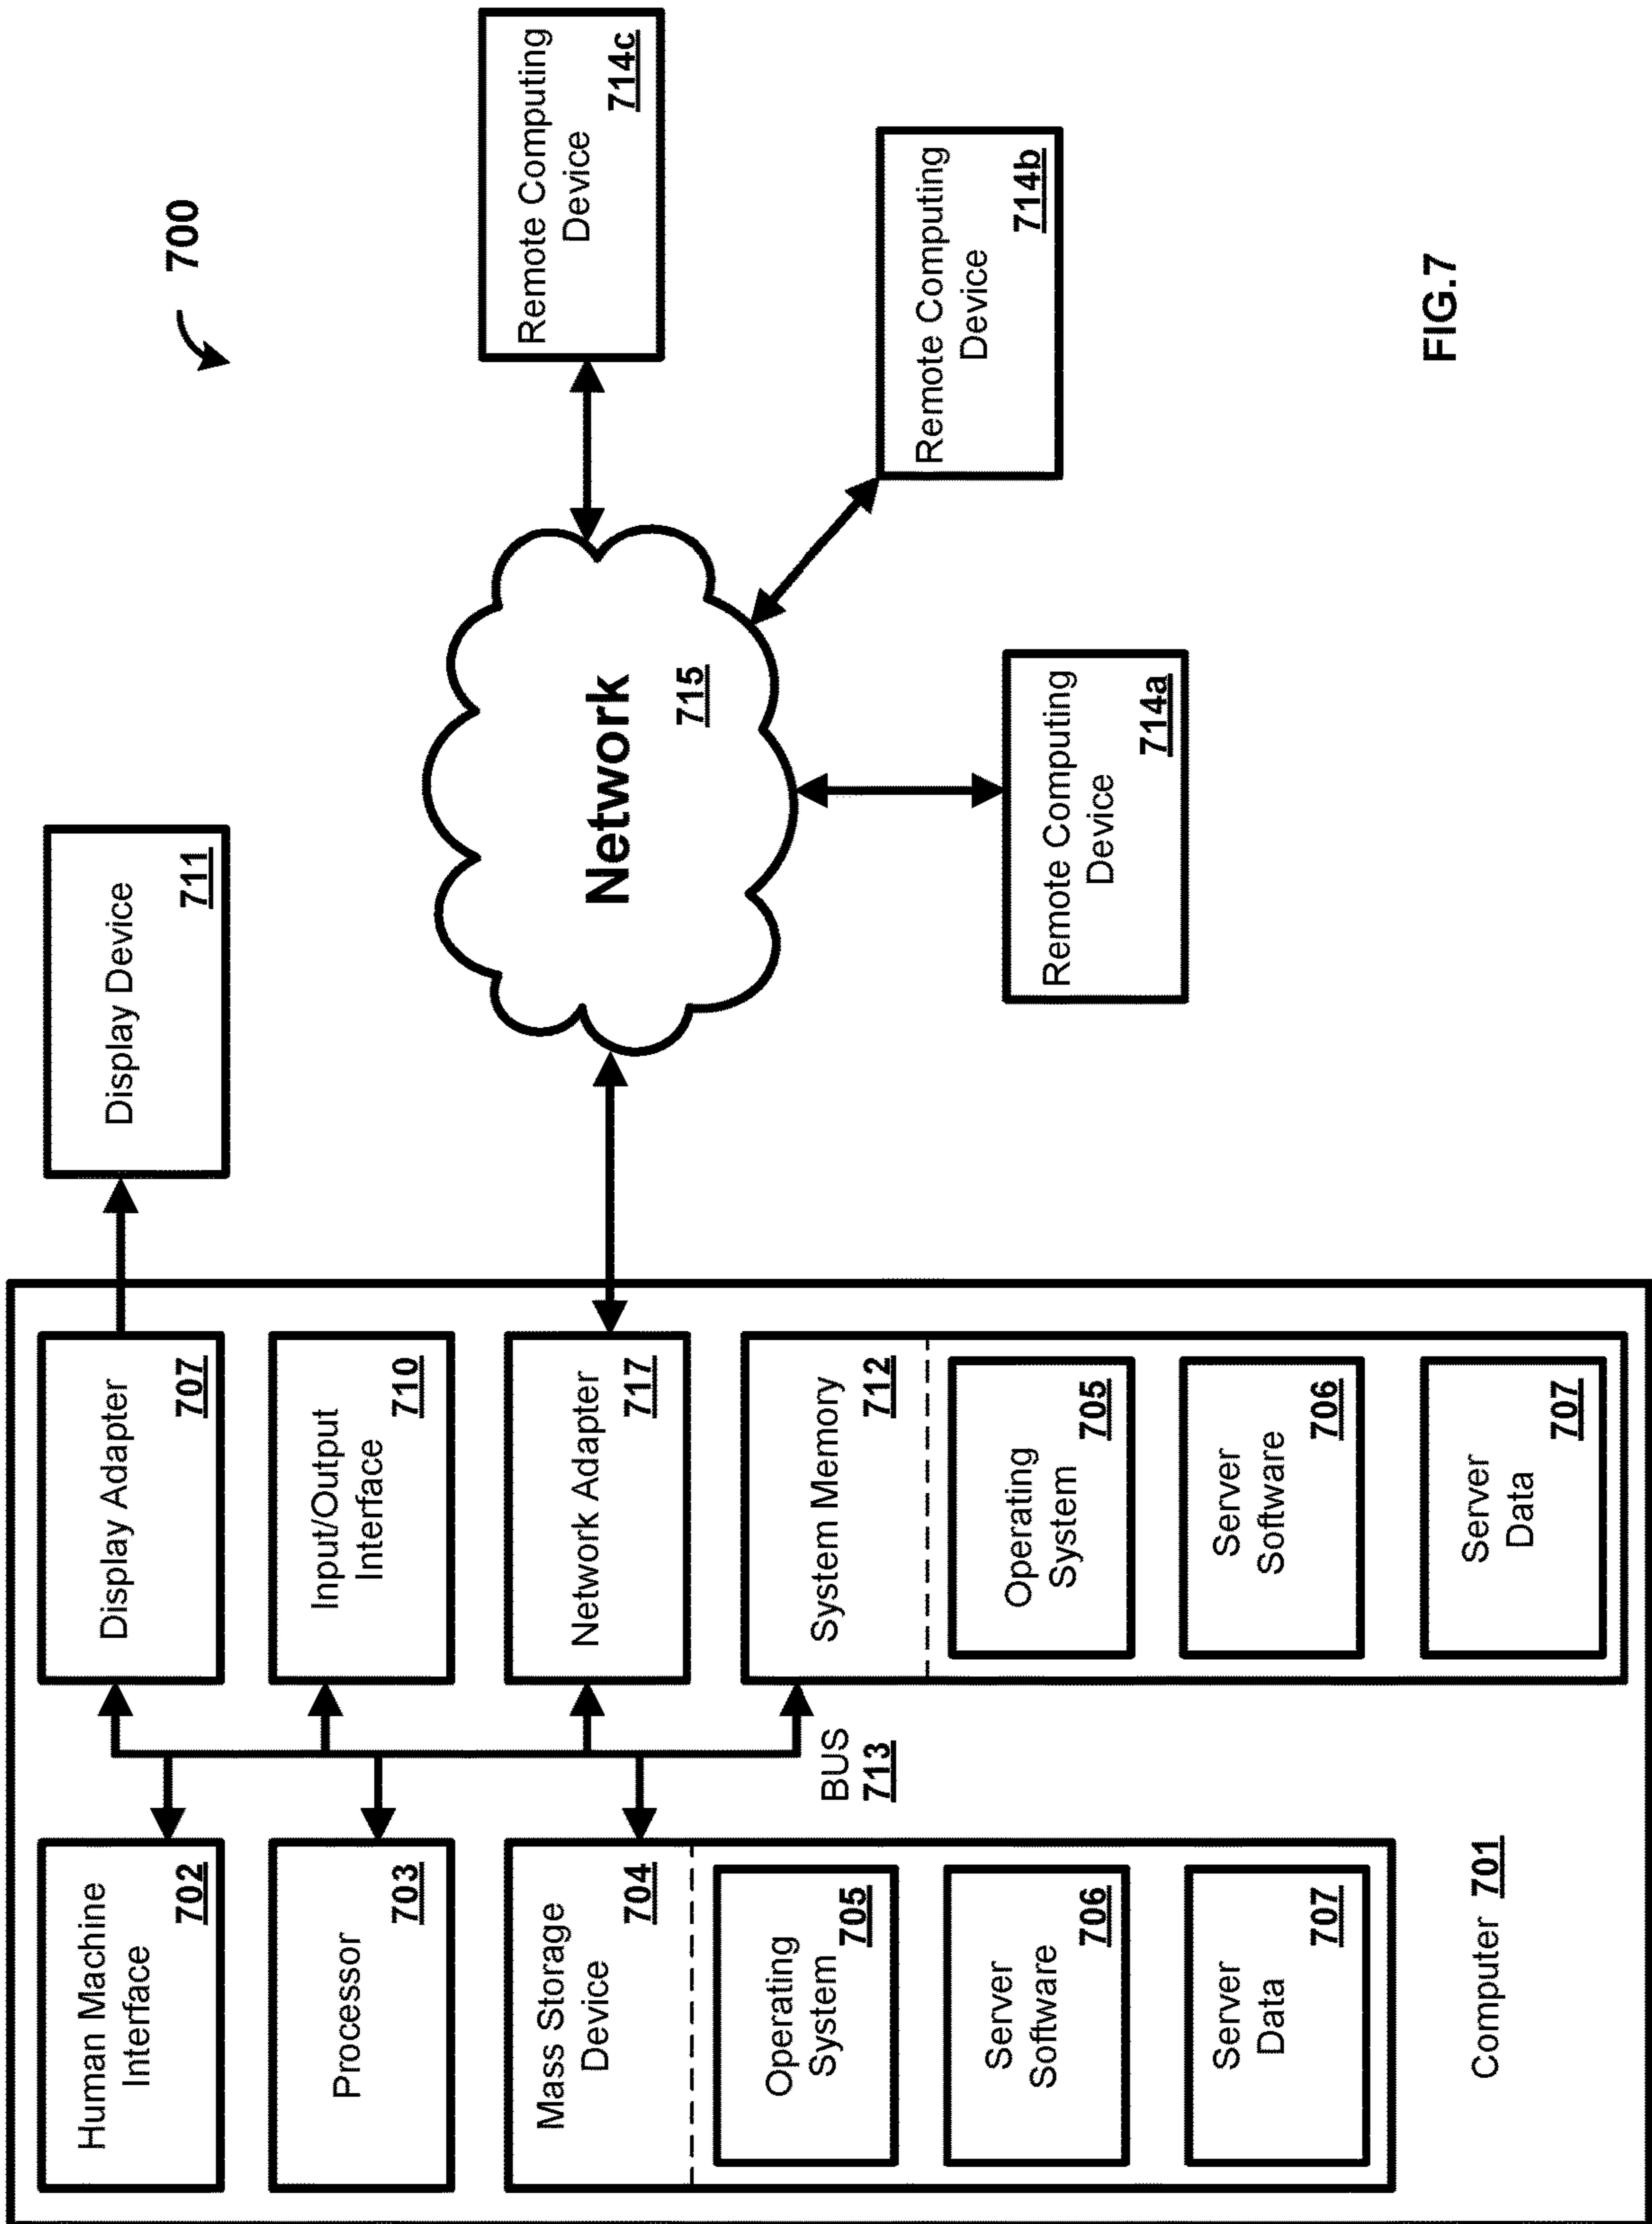 700
Human Machine
Interface
702
Processor
703
Mass Storage
Device
704
Operating
System
705
Server
Software
706
Server
Data
707
Computer 701
BUS
713
Display Adapter
707
Input/Output
Interface
710
Network Adapter
717
System Memory
712
Operating
System
705
Server
Software
706
Server
Data
707
Display Device
711
Network
715
Remote Computing
Device
714a
Remote Computing
Device
714b
Remote Computing
Device
714c
FIG.7